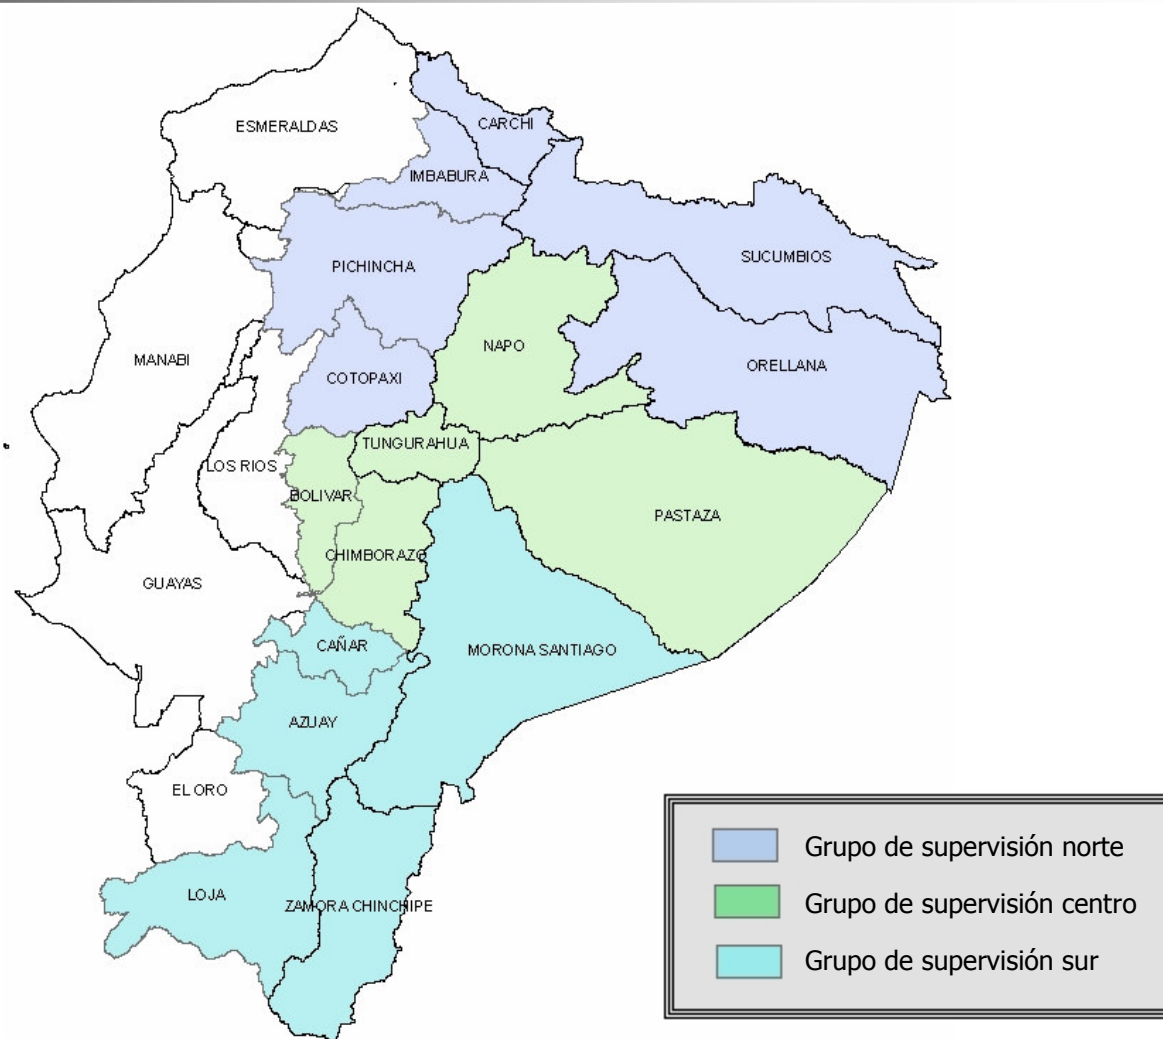 ESMERALDAS
CARCHI
IMBABURA
SUCUMBIOS
PICHINCHA
NAPO
MANABI
ORELLANA
COTOPAXI
TUNGURAHUA
LOS RIOS
BOLIVAR
PASTAZA
CHIMBORAZO
GUAYAS
CAÑAR
MORONA SANTIAGO
AZUAY
EL ORO
LOJA
ZAMORA CHINCHIPE
Grupo de supervisión norte
Grupo de supervisión centro
Grupo de supervisión sur